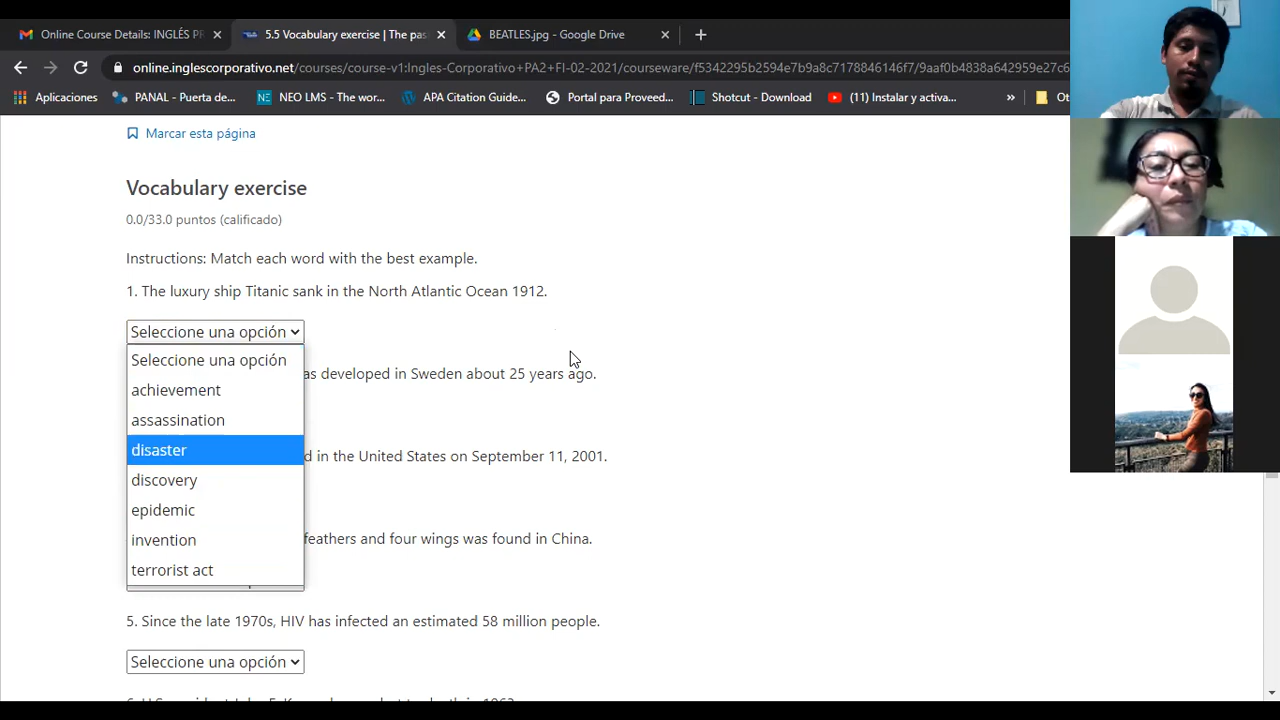 Online Course Details: INGLÉS PR
5.5 Vocabulary exercise | The pas
BEATLES.jpg - Google Drive
online.inglescorporativo.net/courses/course-v1:Ingles-Corporativo+PA2+FI-02-2021/courseware/f5342295b2594e7b9a8c7178846146f7/9aaf0b4838a642959e27c6
Aplicaciones
PANAL - Puerta de...
NE NEO LMS - The wor...
APA Citation Guide...
Portal para Proveed...
Shotcut - Download
(11) Instalar y activa...
»
Ot
Marcar esta página
Vocabulary exercise
0.0/33.0 puntos (calificado)
Instructions: Match each word with the best example.
1. The luxury ship Titanic sank in the North Atlantic Ocean 1912.
Seleccione una opción
Seleccione una opción
achievement
as developed in Sweden about 25 years ago.
assassination
disaster
d in the United States on September 11, 2001.
discovery
epidemic
invention
feathers and four wings was found in China.
terrorist act
5. Since the late 1970s, HIV has infected an estimated 58 million people.
Seleccione una opción